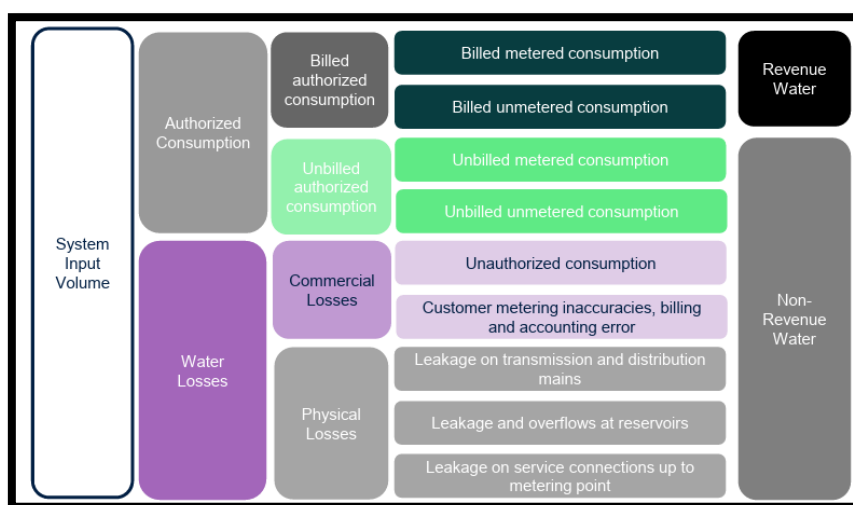 System
Input
Volume
Authorized
Consumption
Water
Losses
Billed
authorized
consumption
Unbilled
authorized
consumption
Commercial
Losses
Physical
Losses
Billed metered consumption
Billed unmetered consumption
Unbilled metered consumption
Unbilled unmetered consumption
Unauthorized consumption
Customer metering inaccuracies, billing
and accounting error
Leakage on transmission and distribution
mains
Leakage and overflows at reservoirs
Leakage on service connections up to
metering point
Revenue
Water
Non-
Revenue
Water